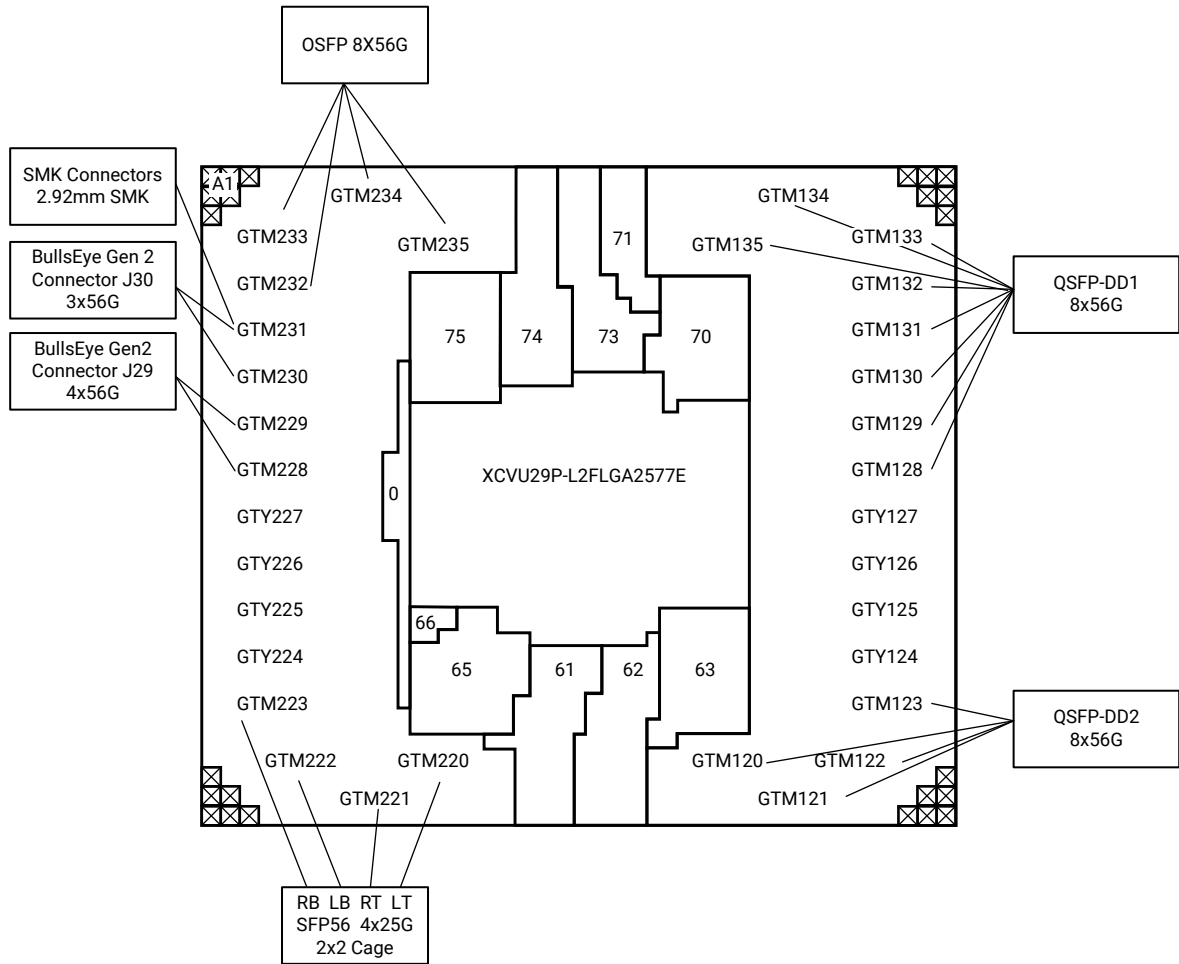 OSFP 8X56G
SMK Connectors
2.92mm SMK
BullsEye Gen 2
Connector J30
3x56G
BullsEye Gen2
Connector J29
4x56G
A1
GTM234
GTM233
GTM235
GTM232
GTM231
GTM230
GTM229
GTM228
GTY227
GTY226
GTY225
GTY224
GTM223
GTM222
GTM220
GTM221
71
75
74
73
70
0
XCVU29P-L2FLGA2577E
66
65
61
62
63
GTM134
GTM135
GTM133
GTM132
GTM131
GTM130
GTM129
GTM128
GTY127
GTY126
GTY125
GTY124
GTM123
GTM120
GTM122
GTM121
QSFP-DD1
8x56G
QSFP-DD2
8x56G
RB LB RT LT
SFP56 4x25G
2x2 Cage